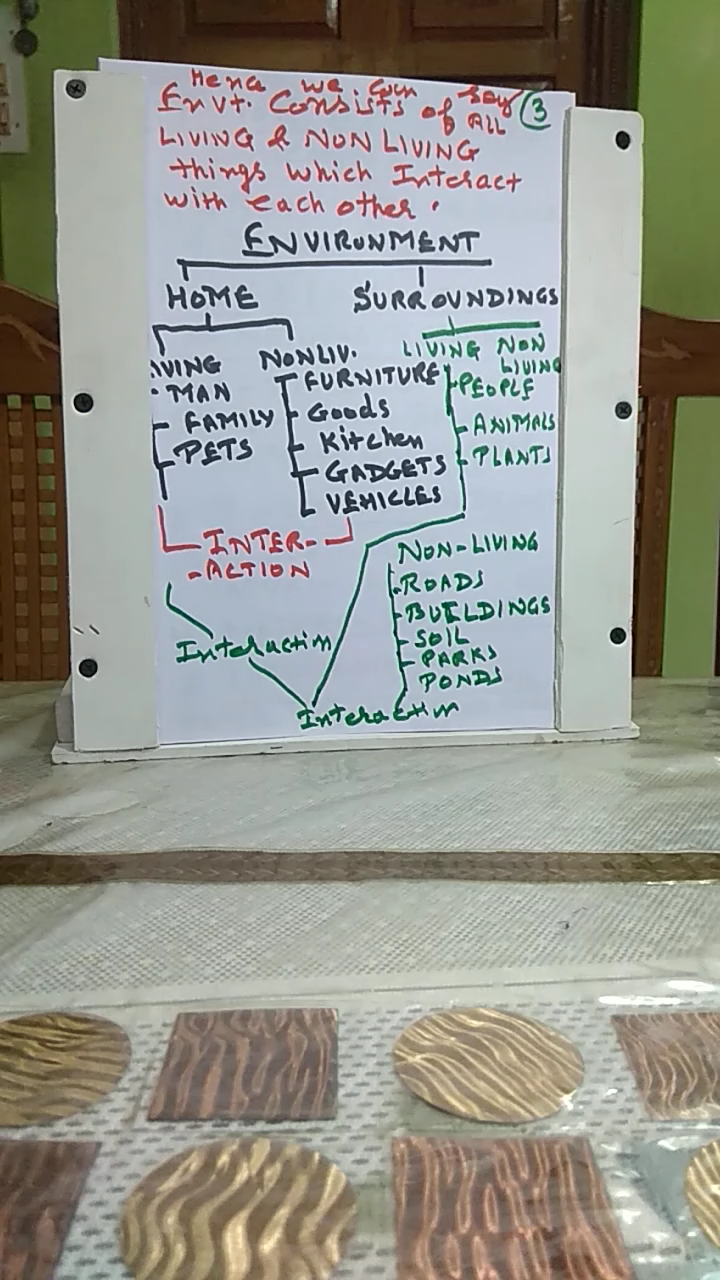 Henc we can say
Envt. Consists of ALL
3
LIVING & NON LIVING
things which Interact
with each other.
ENVIRONMENT
HOME
SURROUNDINGS
IVING
MAN
FAMILY
PETS
NONLIV.
FURNITURE
Goods
Kitchen
GADGETS
VEHICLES
LIVING
PEOPLE
ANIMALS
PLANTS
NON
LIVING
INTER-
-ACTION
NON-LIVING
ROADS
BUILDINGS
SOIL
PARKS
PONDS
Interaction
Interaction